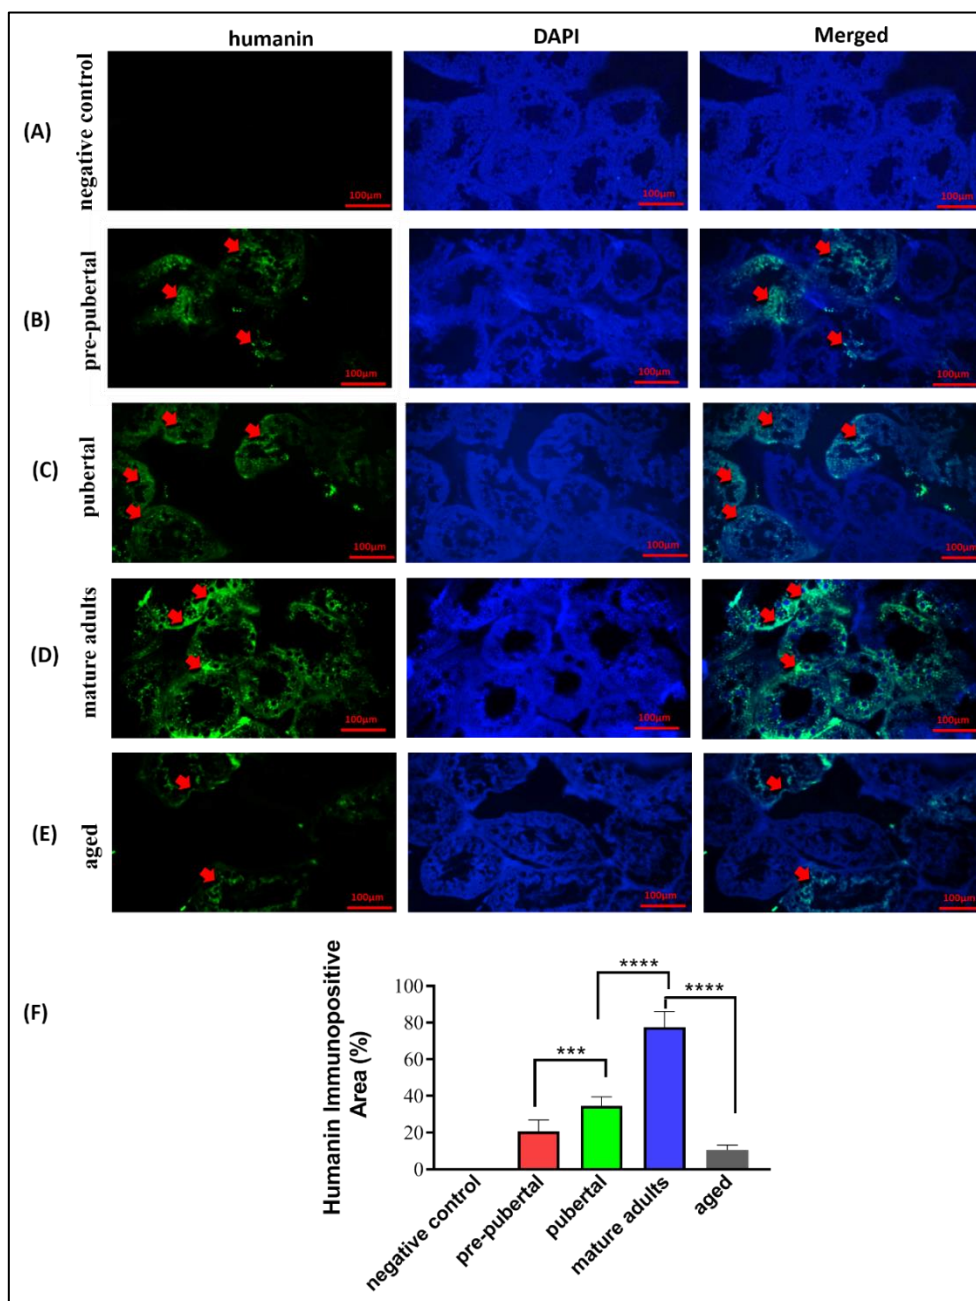 humanin DAPI Merged
(A) negative control
100µm 100µm 100µm
(B) pre-pubertal
100µm 100µm 100µm
(C) pubertal
100µm 100µm 100µm
(D) mature adults
100µm 100µm 100µm
(E) aged
100µm 100µm 100µm
(F)
Humanin Immunopositive
Area (%)
100
80
60
40
20
0
***
****
****
negative control
pre-pubertal
pubertal
mature adults
aged